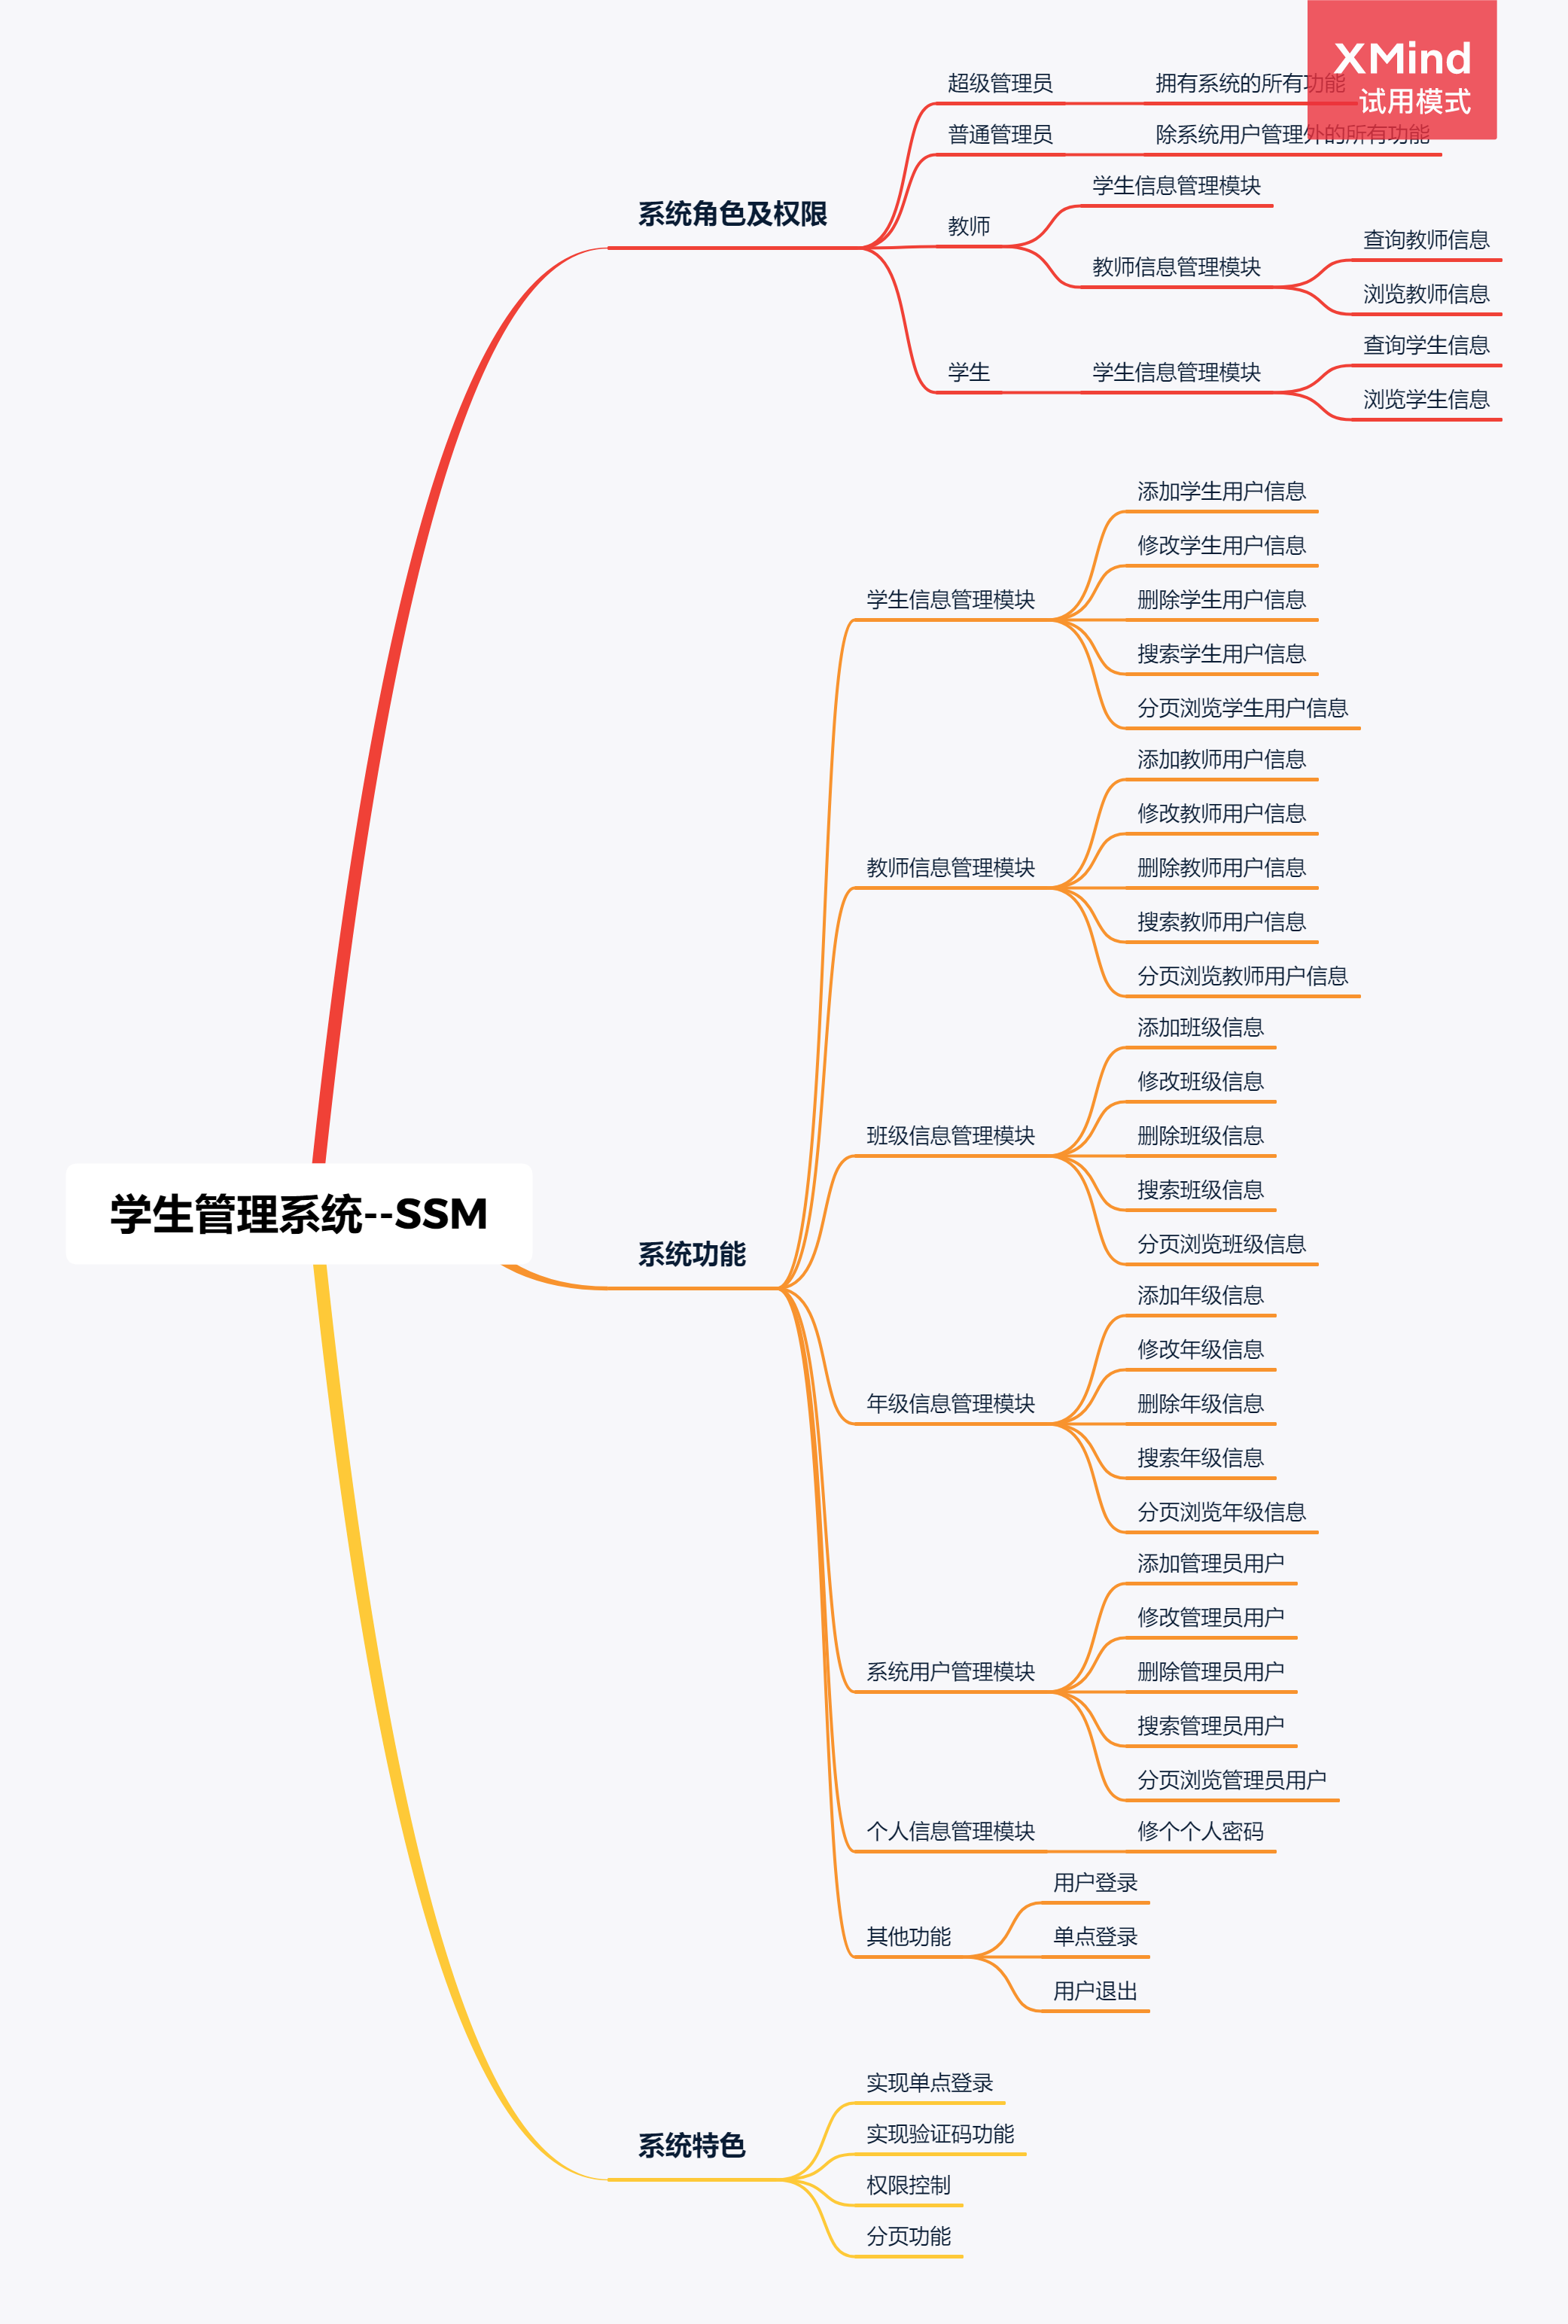 XMind
试用模式
学生管理系统--SSM
系统角色及权限
超级管理员
拥有系统的所有功能
普通管理员
除系统用户管理外的所有功能
教师
学生信息管理模块
教师信息管理模块
查询教师信息
浏览教师信息
学生
学生信息管理模块
查询学生信息
浏览学生信息
系统功能
学生信息管理模块
添加学生用户信息
修改学生用户信息
删除学生用户信息
搜索学生用户信息
分页浏览学生用户信息
教师信息管理模块
添加教师用户信息
修改教师用户信息
删除教师用户信息
搜索教师用户信息
分页浏览教师用户信息
班级信息管理模块
添加班级信息
修改班级信息
删除班级信息
搜索班级信息
分页浏览班级信息
年级信息管理模块
添加年级信息
修改年级信息
删除年级信息
搜索年级信息
分页浏览年级信息
系统用户管理模块
添加管理员用户
修改管理员用户
删除管理员用户
搜索管理员用户
分页浏览管理员用户
个人信息管理模块
修个个人密码
其他功能
用户登录
单点登录
用户退出
系统特色
实现单点登录
实现验证码功能
权限控制
分页功能